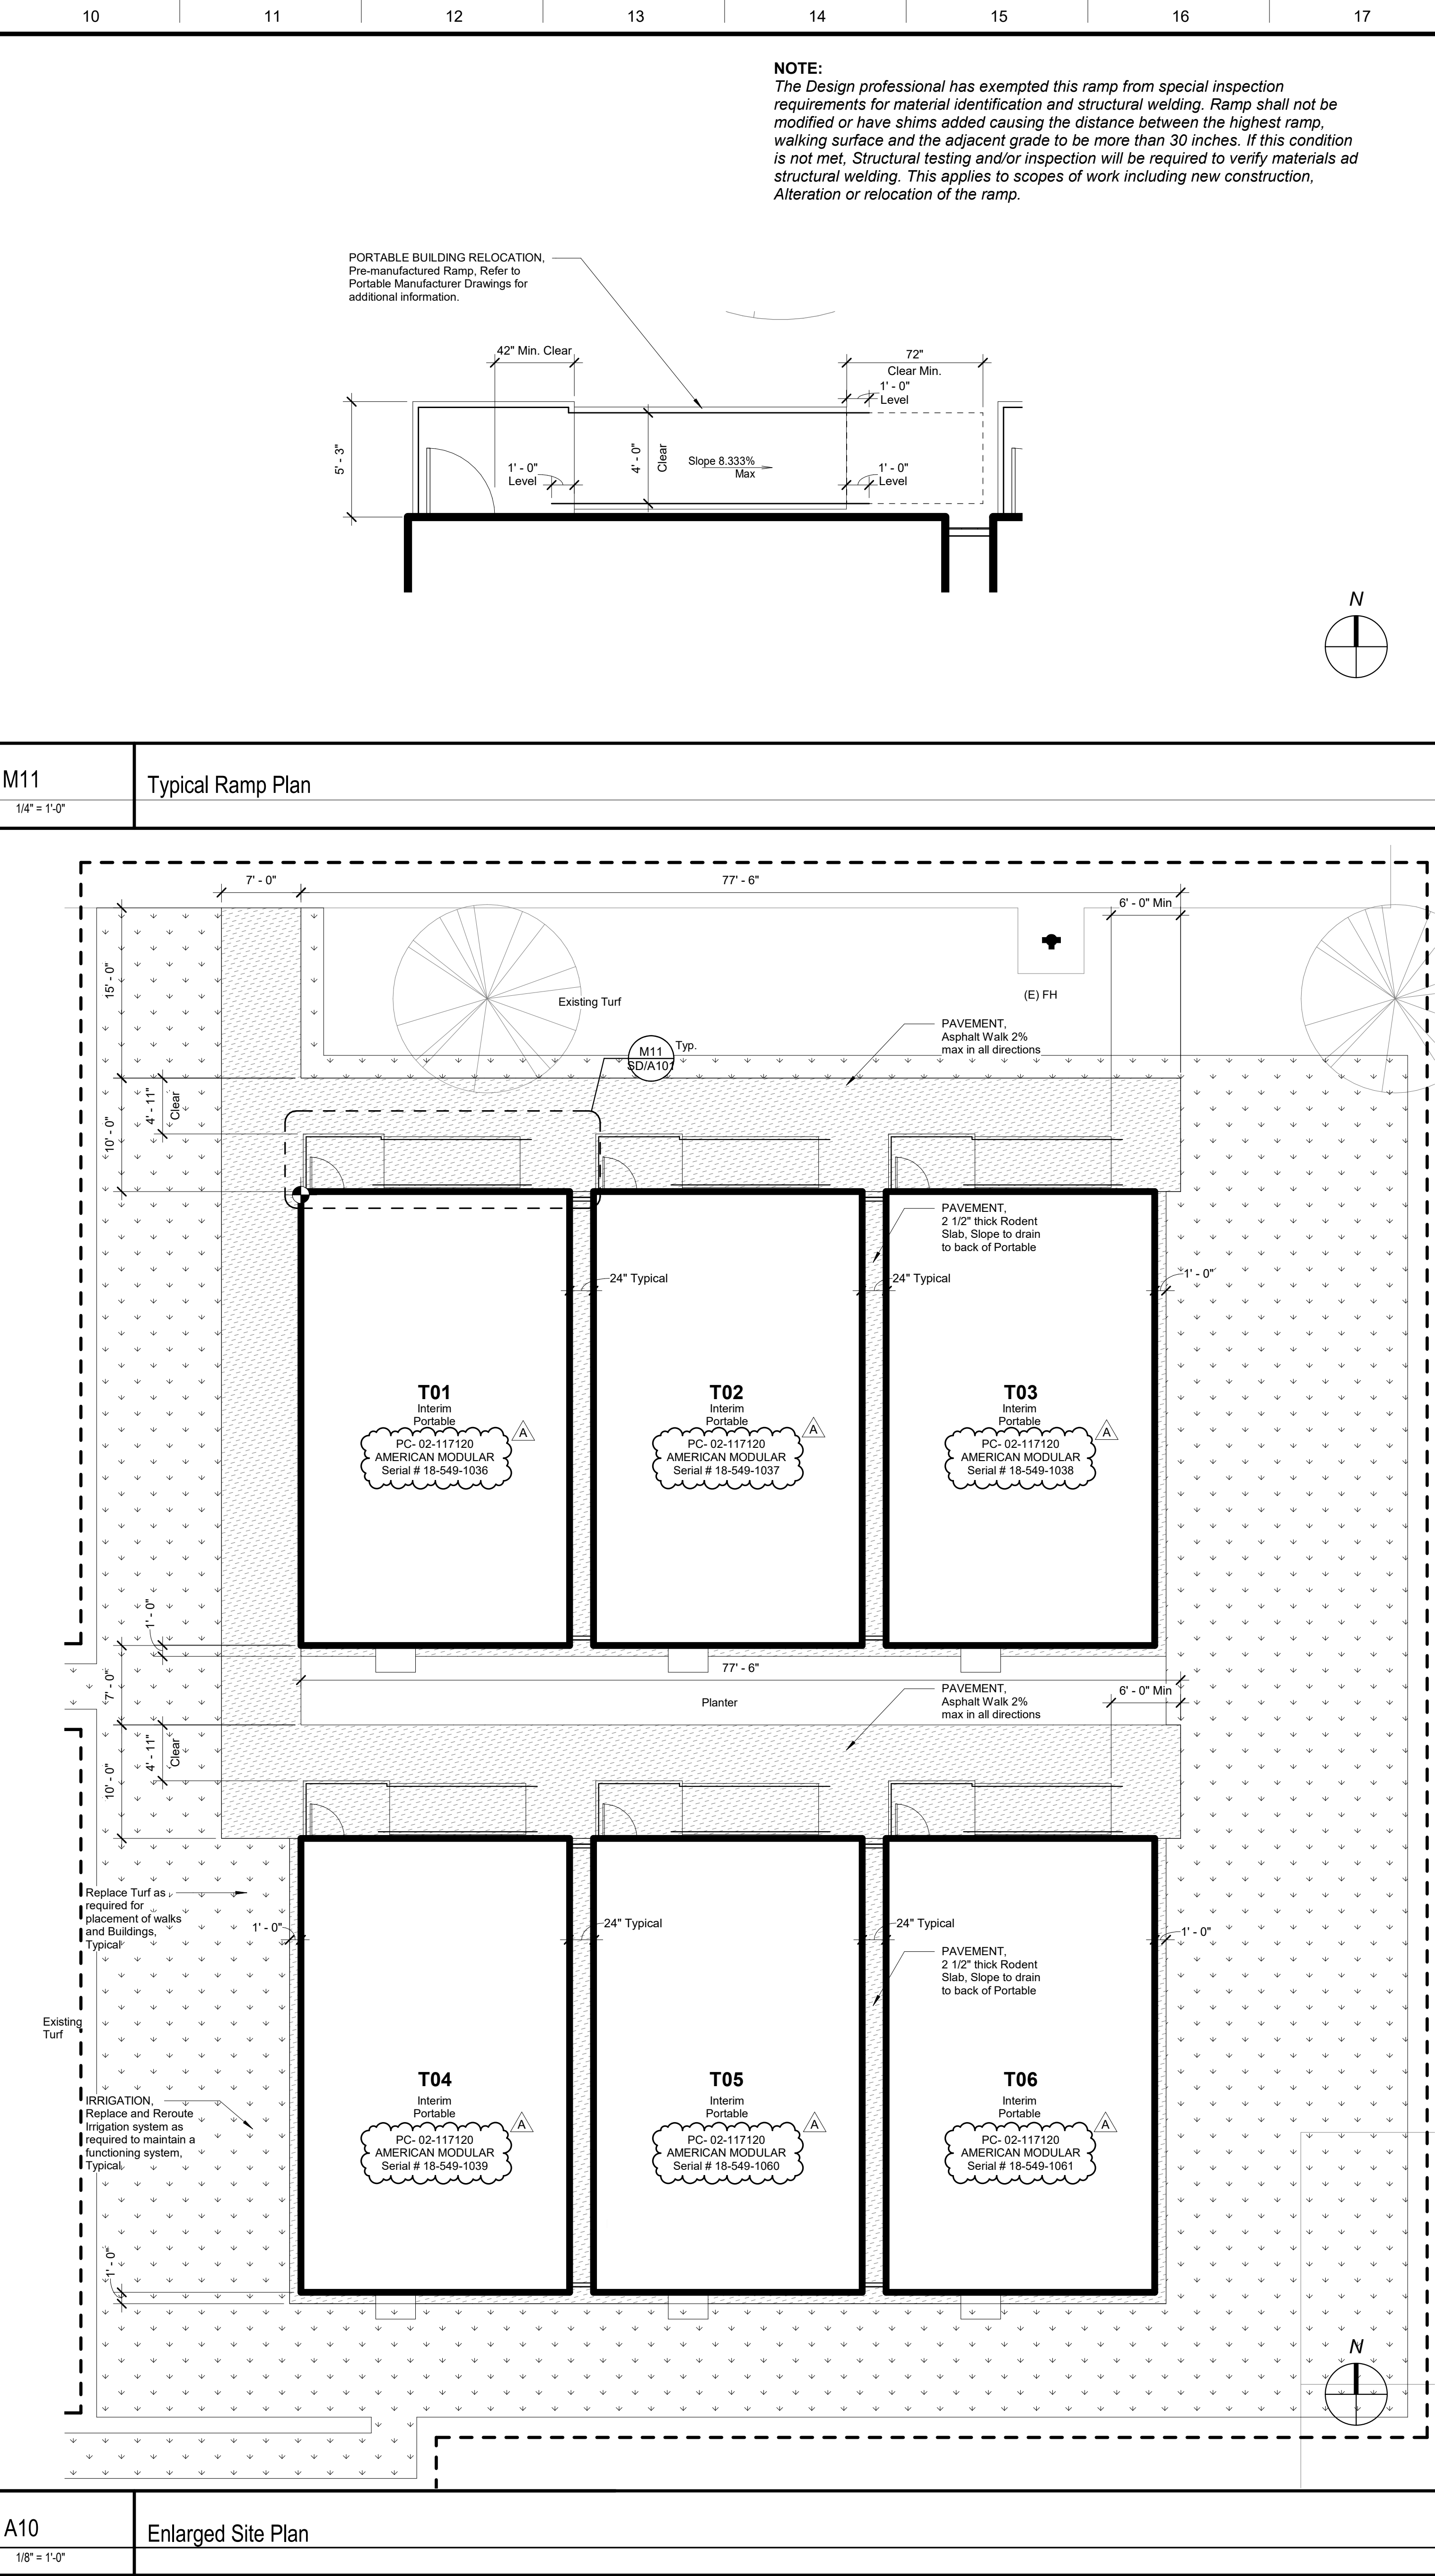 10 11 12 13 14 15 16 17
NOTE:
The Design professional has exempted this ramp from special inspection
requirements for material identification and structural welding. Ramp shall not be
modified or have shims added causing the distance between the highest ramp,
walking surface and the adjacent grade to be more than 30 inches. If this condition
is not met, Structural testing and/or inspection will be required to verify materials ad
structural welding. This applies to scopes of work including new construction,
Alteration or relocation of the ramp.
PORTABLE BUILDING RELOCATION,
Pre-manufactured Ramp, Refer to
Portable Manufacturer Drawings for
additional information.
42" Min. Clear
72"
Clear Min.
1' - 0"
Level
5' - 3"
1' - 0"
Level
4' - 0"
Clear
Slope 8.333%
Max
1' - 0"
Level
N
M11
Typical Ramp Plan
1/4" = 1'-0"
7' - 0"
77' - 6"
6' - 0" Min
15' - 0"
Existing Turf
(E) FH
PAVEMENT,
Asphalt Walk 2%
max in all directions
M11
SD/A101
Typ.
4' - 11"
Clear
10' - 0"
PAVEMENT,
2 1/2" thick Rodent
Slab, Slope to drain
to back of Portable
24" Typical
24" Typical
1' - 0"
T01
Interim
Portable
PC- 02-117120
AMERICAN MODULAR
Serial # 18-549-1036
A
T02
Interim
Portable
PC- 02-117120
AMERICAN MODULAR
Serial # 18-549-1037
A
T03
Interim
Portable
PC- 02-117120
AMERICAN MODULAR
Serial # 18-549-1038
A
1' - 0"
7' - 0"
77' - 6"
Planter
PAVEMENT,
Asphalt Walk 2%
max in all directions
6' - 0" Min
4' - 11"
Clear
10' - 0"
Replace Turf as
required for
placement of walks
and Buildings,
Typical
1' - 0"
24" Typical
24" Typical
1' - 0"
PAVEMENT,
2 1/2" thick Rodent
Slab, Slope to drain
to back of Portable
Existing
Turf
IRRIGATION,
Replace and Reroute
Irrigation system as
required to maintain a
functioning system,
Typical
T04
Interim
Portable
PC- 02-117120
AMERICAN MODULAR
Serial # 18-549-1039
A
T05
Interim
Portable
PC- 02-117120
AMERICAN MODULAR
Serial # 18-549-1060
A
T06
Interim
Portable
PC- 02-117120
AMERICAN MODULAR
Serial # 18-549-1061
A
1' - 0"
N
A10
Enlarged Site Plan
1/8" = 1'-0"